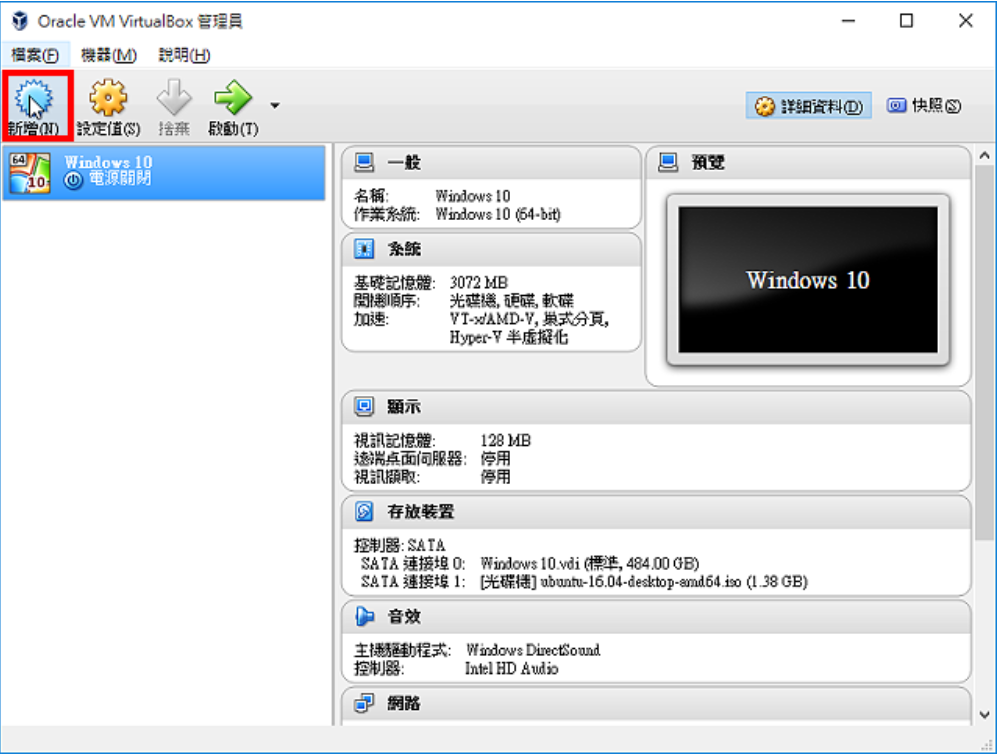 Oracle VM VirtualBox 管理員
檔案(F) 機器(M) 說明(H)
新增(N) 設定值(S) 捨棄 啟動(T) 詳細資料(D) 快照(S)
64
10
Windows 10
電源關閉
一般
名稱: Windows 10
作業系統: Windows 10 (64-bit)
預覽
Windows 10
系統
基礎記憶體: 3072 MB
開機順序: 光碟機, 硬碟, 軟碟
加速: VT-x/AMD-V, 巢式分頁,
Hyper-V 半虛擬化
顯示
視訊記憶體: 128 MB
遠端桌面伺服器: 停用
視訊擷取: 停用
存放裝置
控制器: SATA
SATA 連接埠 0: Windows 10.vdi (標準, 484.00 GB)
SATA 連接埠 1: [光碟機] ubuntu-16.04-desktop-amd64.iso (1.38 GB)
音效
主機驅動程式: Windows DirectSound
控制器: Intel HD Audio
網路